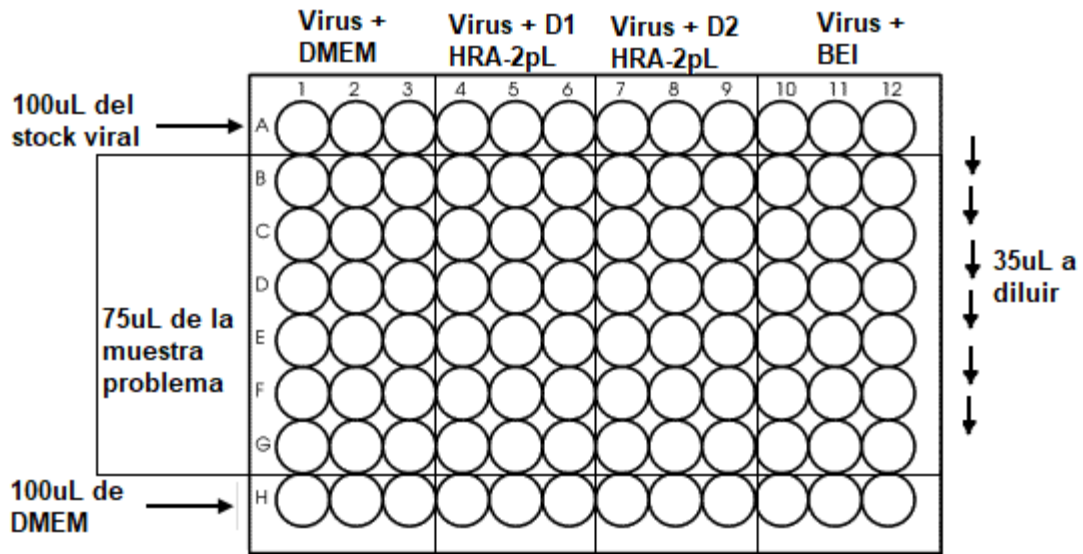 Virus +
DMEM
Virus + D1
HRA-2pL
Virus + D2
HRA-2pL
Virus +
BEI
1 2 3 4 5 6 7 8 9 10 11 12
100uL del
stock viral
A
B
C
D
E
F
G
H
75uL de la
muestra
problema
35uL a
diluir
100uL de
DMEM